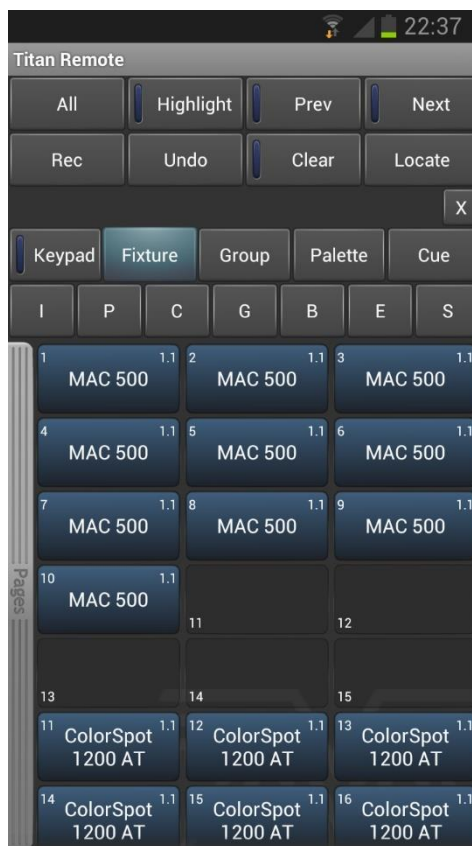 22:37
Titan Remote
All Highlight Prev Next
Rec Undo Clear Locate
X
Keypad Fixture Group Palette Cue
I P C G B E S
1 1.1 2 1.1 3 1.1
MAC 500 MAC 500 MAC 500
4 1.1 5 1.1 6 1.1
MAC 500 MAC 500 MAC 500
7 1.1 8 1.1 9 1.1
MAC 500 MAC 500 MAC 500
Pages
10 1.1
MAC 500
11 12
13 14 15
11 1.1 12 1.1 13 1.1
ColorSpot ColorSpot ColorSpot
1200 AT 1200 AT 1200 AT
14 1.1 15 1.1 16 1.1
ColorSpot ColorSpot ColorSpot
1200 AT 1200 AT 1200 AT